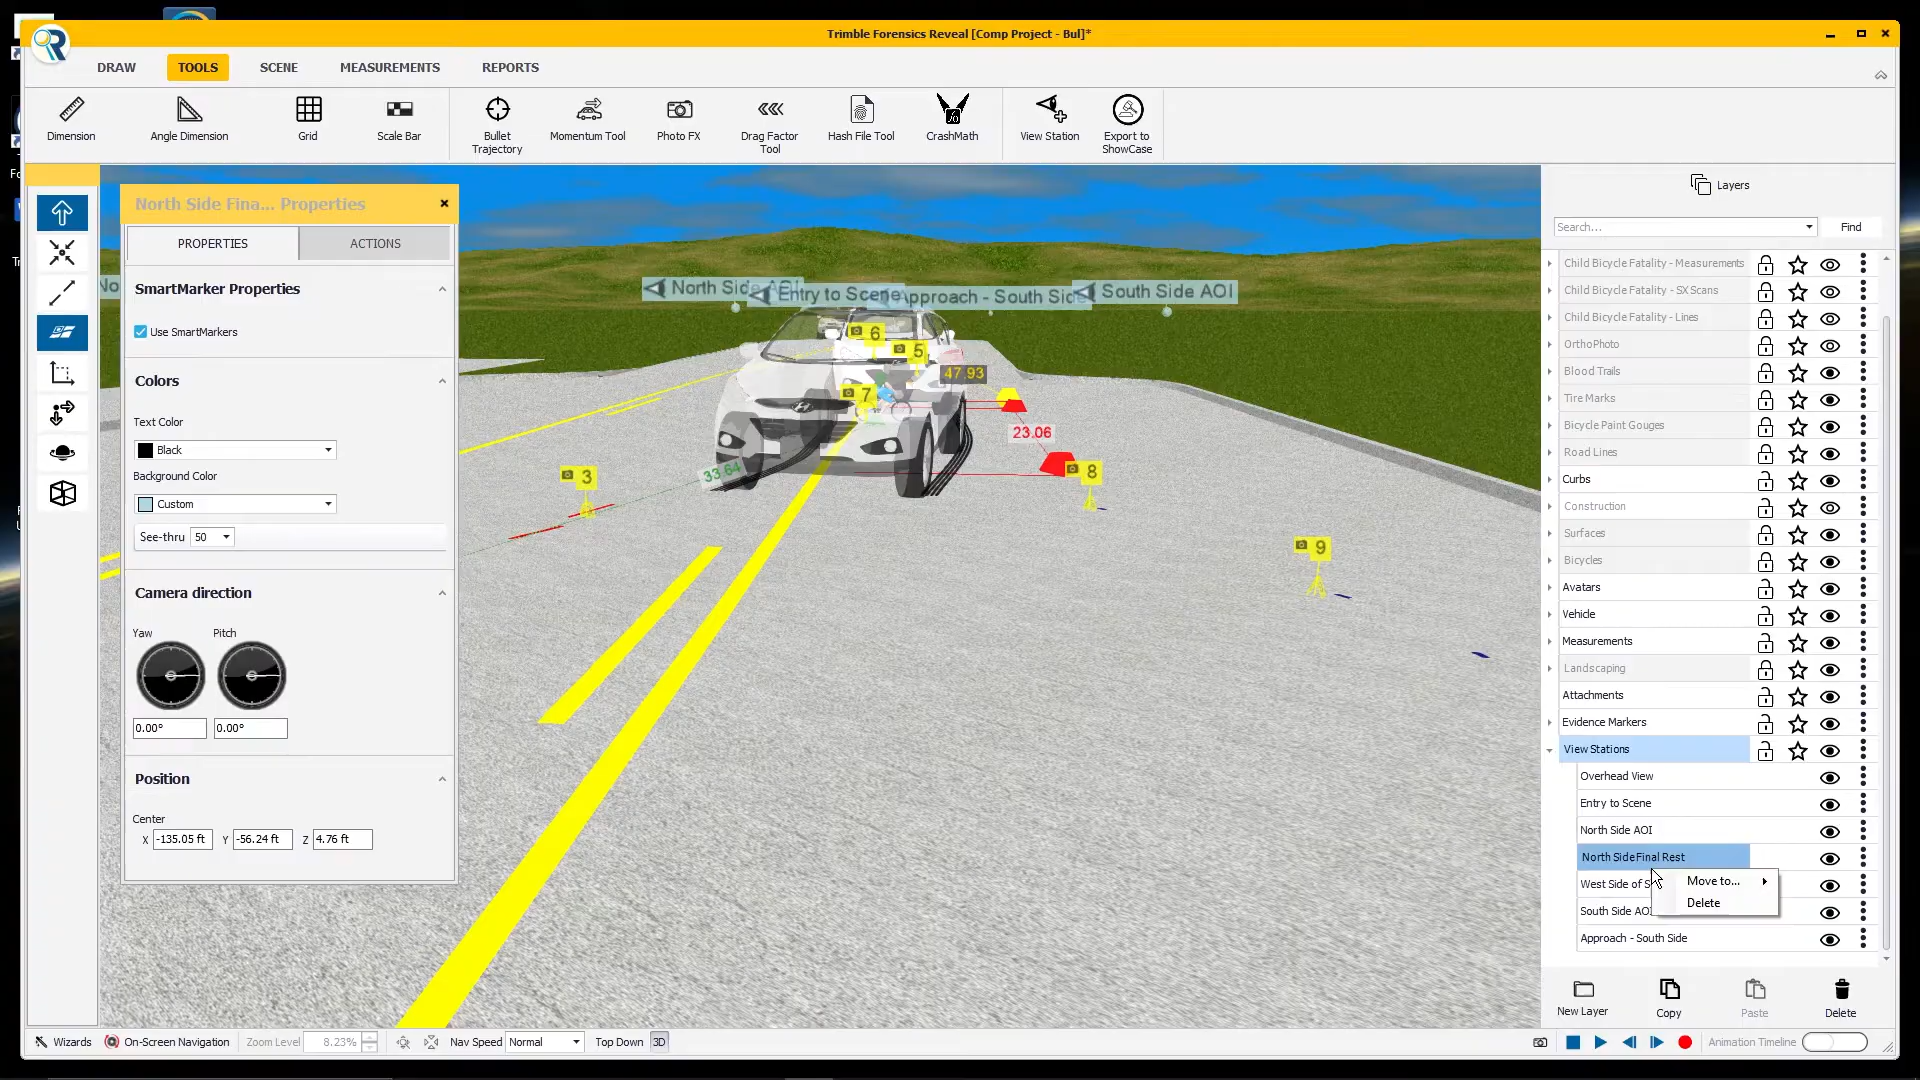 Trimble Forensics Reveal [Comp Project - Bul]*
DRAW
TOOLS
SCENE
MEASUREMENTS
REPORTS
Dimension
Angle Dimension
Grid
Scale Bar
Bullet
Trajectory
Momentum Tool
Photo FX
Drag Factor
Tool
Hash File Tool
CrashMath
View Station
Export to
ShowCase
North Side Fina... Properties
PROPERTIES
ACTIONS
SmartMarker Properties
Use SmartMarkers
Colors
Text Color
Black
Background Color
Custom
See-thru
50
Camera direction
Yaw
Pitch
0.00°
0.00°
Position
Center
X
-135.05 ft
Y
-56.24 ft
Z
4.76 ft
No
North Side
Entry to Scene
Approach - South Side
South Side AOI
6
5
7
47.93
23.06
33.64
3
8
9
Layers
Search...
Find
Child Bicycle Fatality - Measurements
Child Bicycle Fatality - SX Scans
Child Bicycle Fatality - Lines
OrthoPhoto
Blood Trails
Tire Marks
Bicycle Paint Gouges
Road Lines
Curbs
Construction
Surfaces
Bicycles
Avatars
Vehicle
Measurements
Landscaping
Attachments
Evidence Markers
View Stations
Overhead View
Entry to Scene
North Side AOI
North Side Final Rest
West Side of S
South Side AOI
Approach - South Side
Move to...
Delete
New Layer
Copy
Paste
Delete
Wizards
On-Screen Navigation
Zoom Level
8.23%
Nav Speed
Normal
Top Down
3D
Animation Timeline